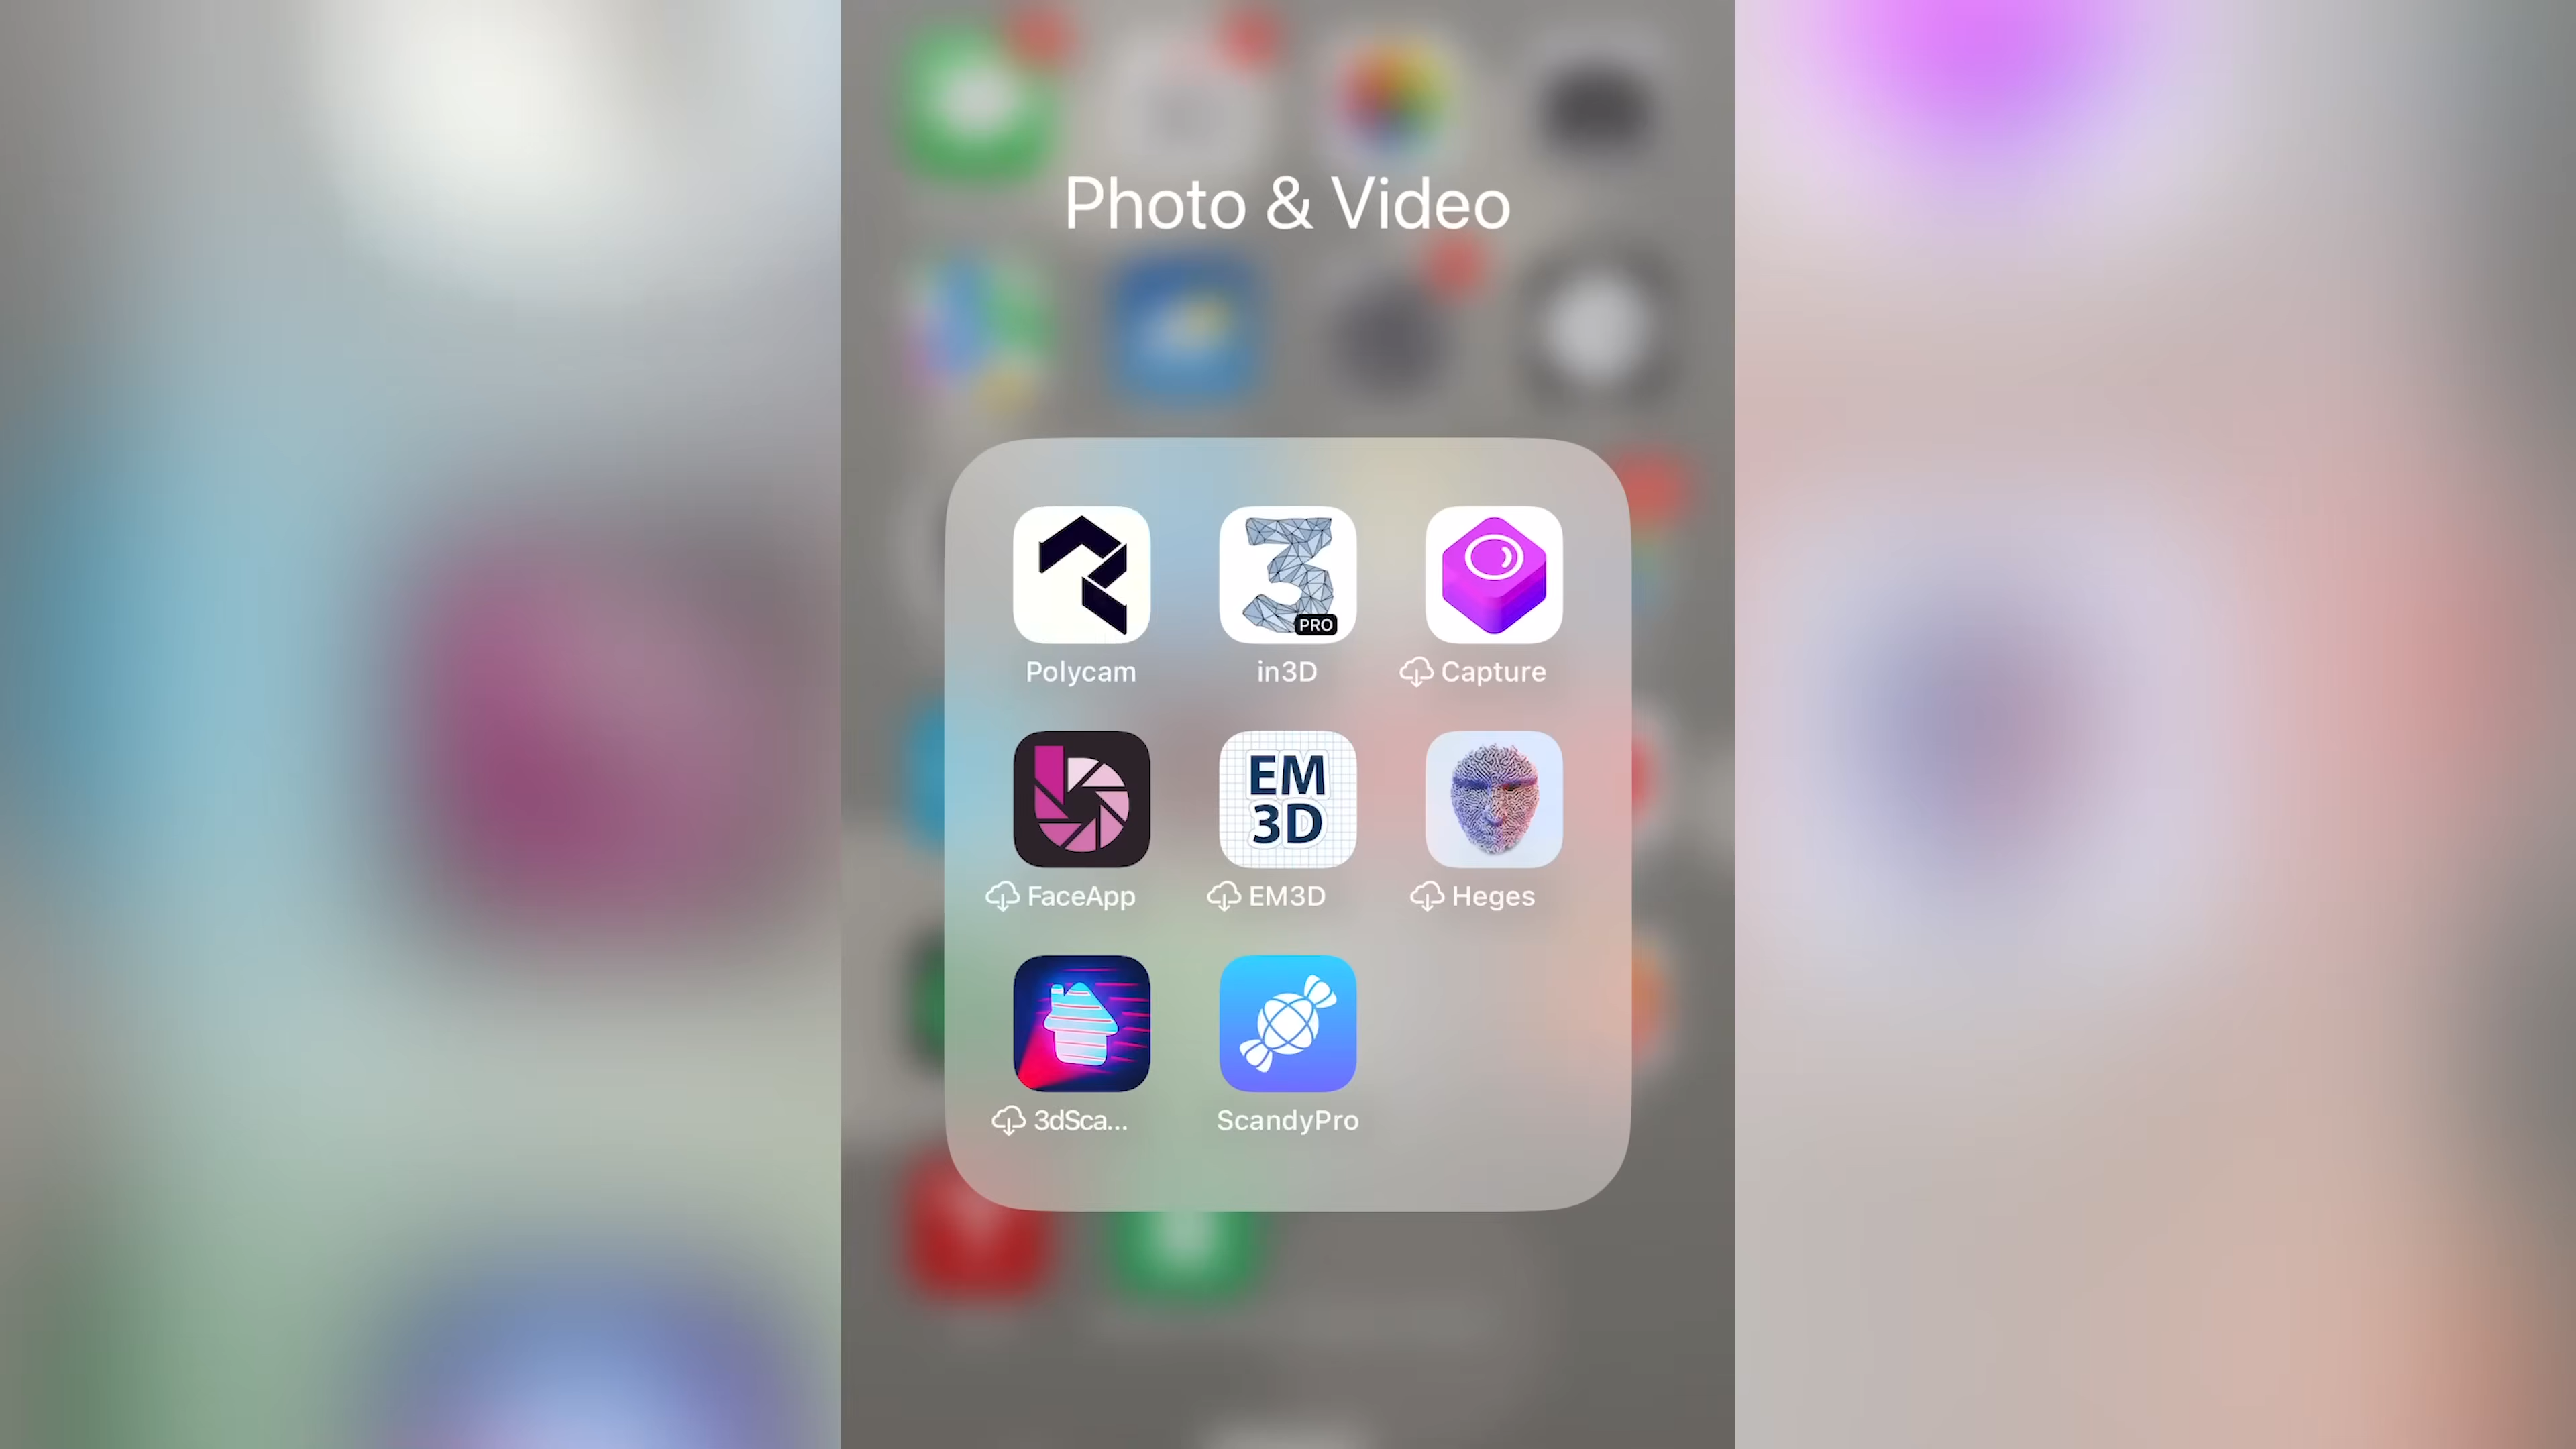 Photo & Video
PRO
Polycam
in3D
Capture
EM
3D
FaceApp
EM3D
Heges
3dSca...
ScandyPro